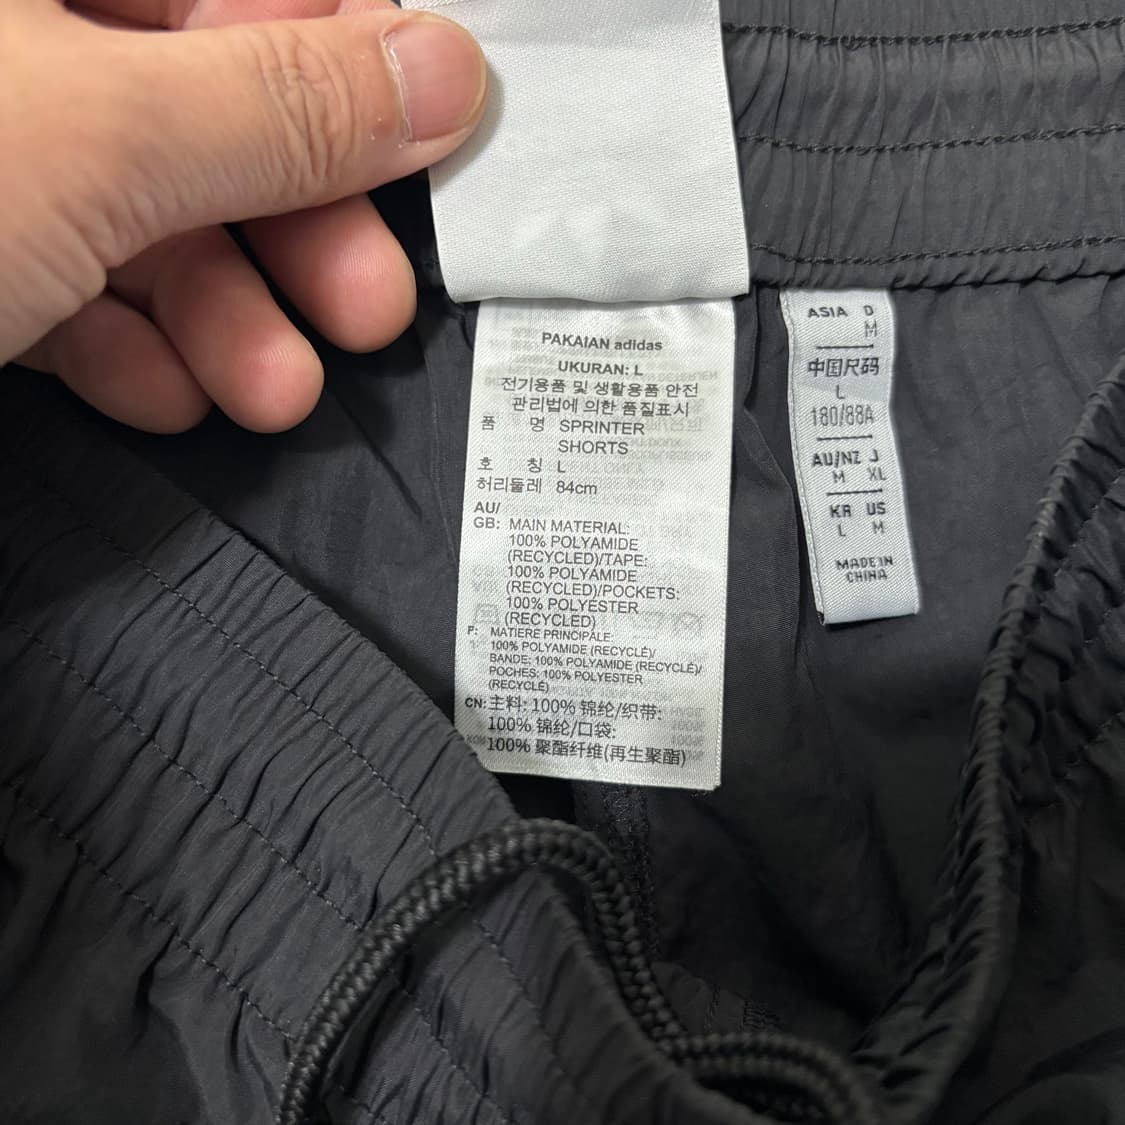 PAKAIAN adidas
UKURAN: L
전기용품 및 생활용품 안전
관리법에 의한 품질표시
품 명 SPRINTER
SHORTS
호 칭 L
허리둘레 84cm
AU/
GB: MAIN MATERIAL:
100% POLYAMIDE
(RECYCLED)/TAPE:
100% POLYAMIDE
(RECYCLED)/POCKETS:
100% POLYESTER
(RECYCLED)
F: MATIÈRE PRINCIPALE:
100% POLYAMIDE (RECYCLÉ)/
BANDE: 100% POLYAMIDE (RECYCLÉ)/
POCHES: 100% POLYESTER
(RECYCLÉ)
CN: 主料: 100% 锦纶/织带:
100% 锦纶/口袋:
100% 聚酯纤维(再生聚酯)
ASIA D
M
中国尺码
L
180/88A
AU/NZ J
M XL
KR US
L M
MADE IN
CHINA